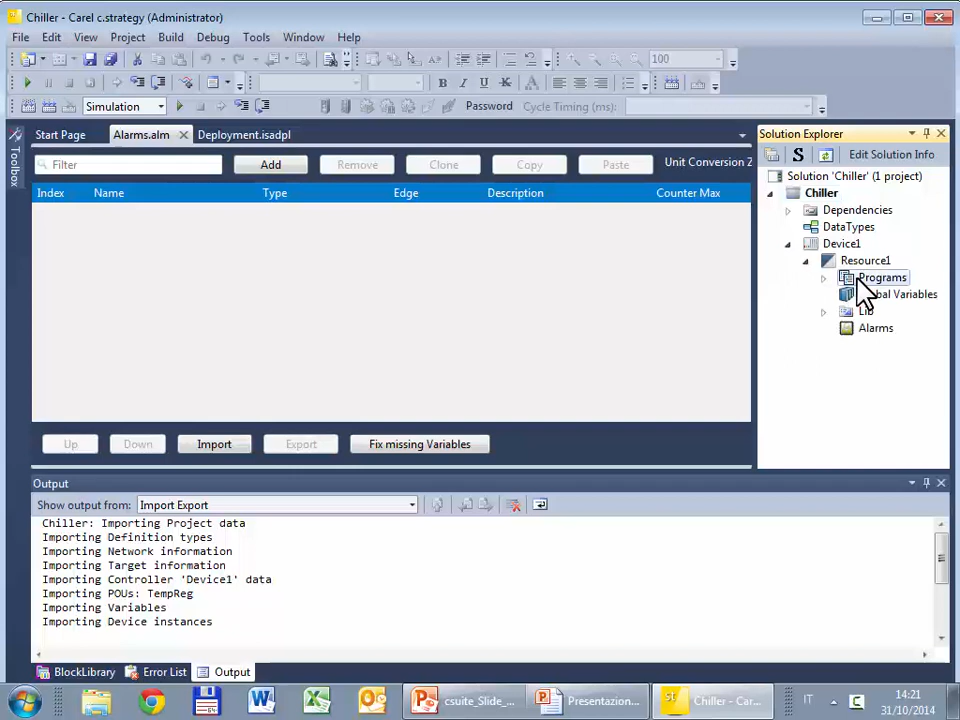 Chiller - Carel c.strategy (Administrator)
File Edit View Project Build Debug Tools Window Help
100
Simulation Password Cycle Timing (ms):
Start Page Alarms.alm Deployment.isadpl
Toolbox
Filter Add Remove Clone Copy Paste Unit Conversion 2
Index Name Type Edge Description Counter Max
Up Down Import Export Fix missing Variables
Solution Explorer
S Edit Solution Info
Solution 'Chiller' (1 project)
Chiller
Dependencies
DataTypes
Device1
Resource1
Programs
bal Variables
Lib
Alarms
Output
Show output from: Import Export
Chiller: Importing Project data
Importing Definition types
Importing Network information
Importing Target information
Importing Controller 'Device1' data
Importing POUs: TempReg
Importing Variables
Importing Device instances
BlockLibrary Error List Output
csuite_Slide_... Presentazion... Chiller - Car... IT 14:21
31/10/2014